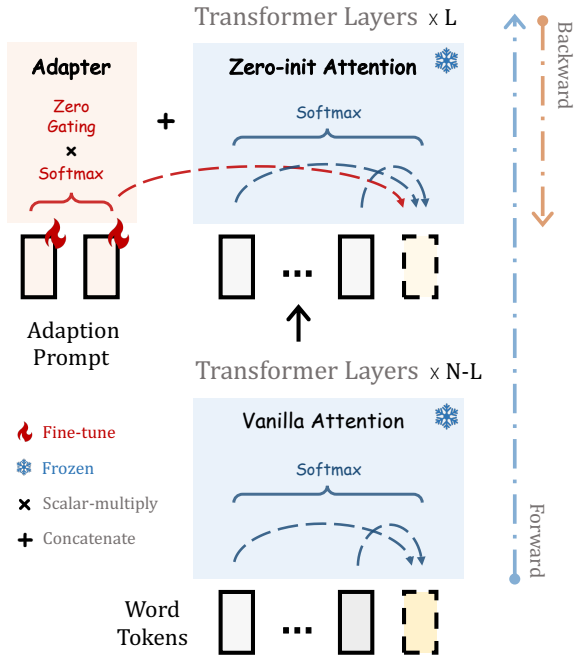 Transformer Layers × L
Adapter
Zero-init Attention
Zero
Gating
×
Softmax
+
Softmax
...
Adaption
Prompt
Transformer Layers × N-L
Vanilla Attention
Softmax
Fine-tune
Frozen
× Scalar-multiply
+ Concatenate
Word
Tokens
...
Backward
Forward